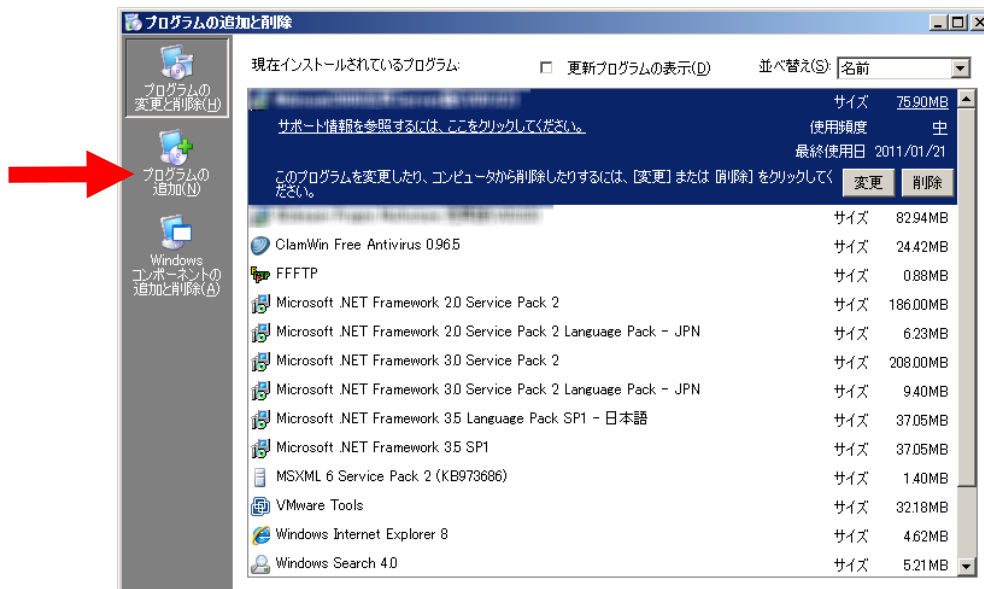 プログラムの追加と削除
プログラムの
変更と削除(H)
プログラムの
追加(N)
Windows
コンポーネントの
追加と削除(A)
現在インストールされているプログラム:
更新プログラムの表示(D)
並べ替え(S):
名前
サイズ 75.90MB
サポート情報を参照するには、ここをクリックしてください。
使用頻度 中
最終使用日 2011/01/21
このプログラムを変更したり、コンピュータから削除したりするには、[変更] または [削除] をクリックしてく
ださい。
変更
削除
サイズ 82.94MB
ClamWin Free Antivirus 0.96.5 サイズ 24.42MB
FFFTP サイズ 0.88MB
Microsoft .NET Framework 2.0 Service Pack 2 サイズ 186.00MB
Microsoft .NET Framework 2.0 Service Pack 2 Language Pack - JPN サイズ 6.23MB
Microsoft .NET Framework 3.0 Service Pack 2 サイズ 208.00MB
Microsoft .NET Framework 3.0 Service Pack 2 Language Pack - JPN サイズ 9.40MB
Microsoft .NET Framework 3.5 Language Pack SP1 - 日本語 サイズ 37.05MB
Microsoft .NET Framework 3.5 SP1 サイズ 37.05MB
MSXML 6 Service Pack 2 (KB973686) サイズ 1.40MB
VMware Tools サイズ 32.18MB
Windows Internet Explorer 8 サイズ 4.62MB
Windows Search 4.0 サイズ 5.21MB